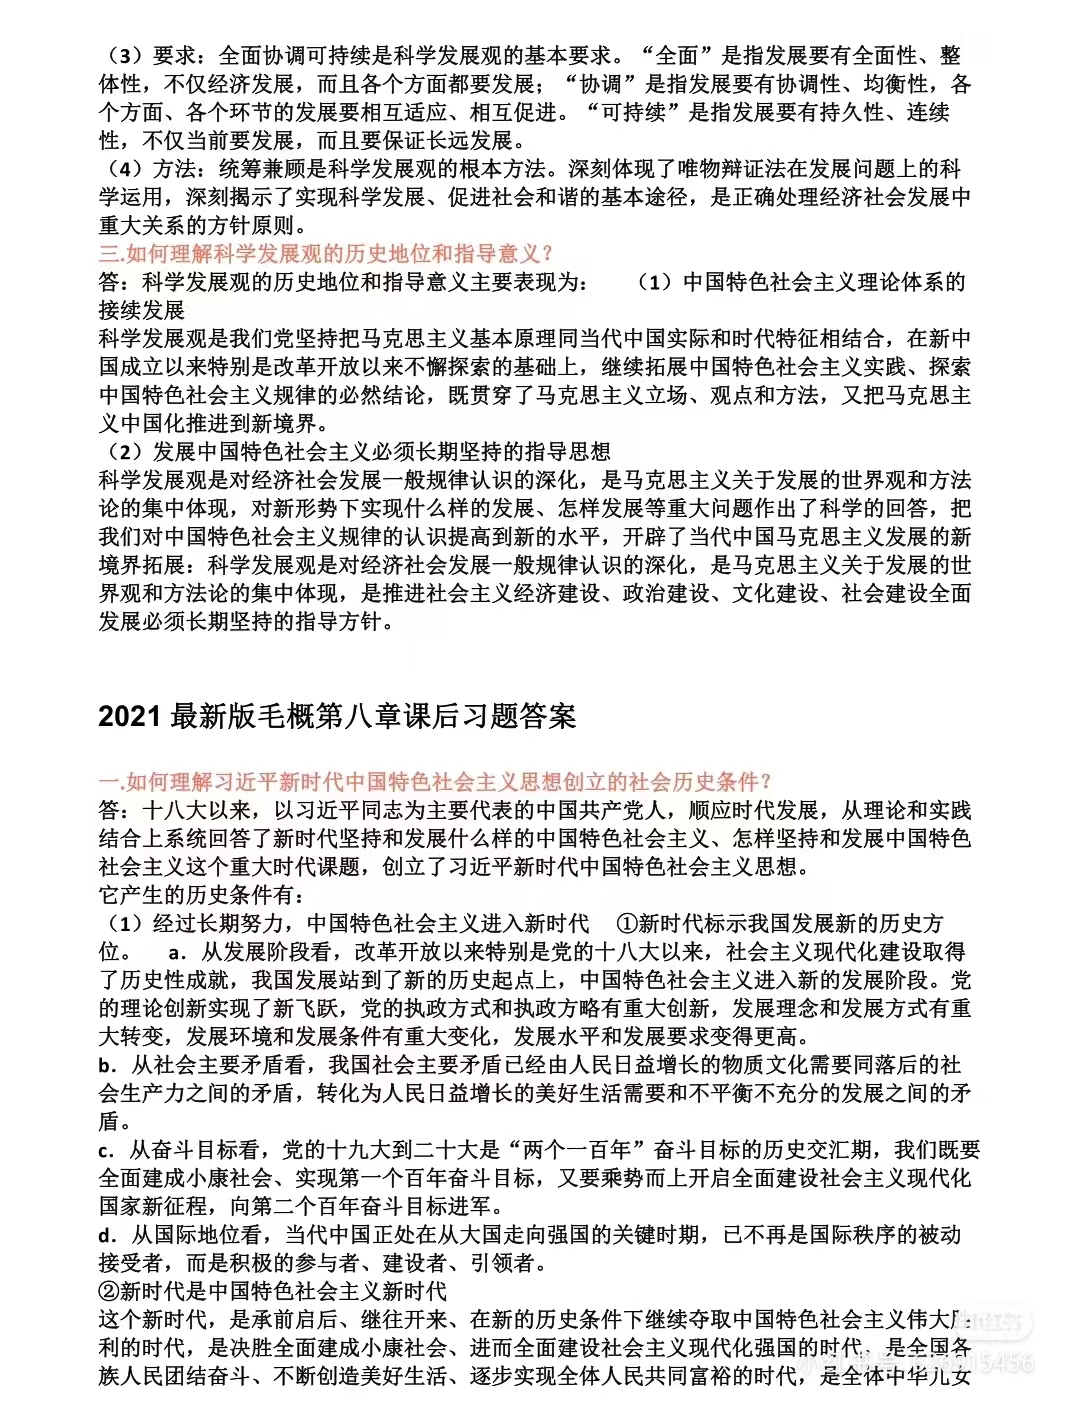 （3）要求：全面协调可持续是科学发展观的基本要求。“全面”是指发展要有全面性、整
体性，不仅经济发展，而且各个方面都要发展；“协调”是指发展要有协调性、均衡性，各
个方面、各个环节的发展要相互适应、相互促进。“可持续”是指发展要有持久性、连续
性，不仅当前要发展，而且要保证长远发展。
（4）方法：统筹兼顾是科学发展观的根本方法。深刻体现了唯物辩证法在发展问题上的科
学运用，深刻揭示了实现科学发展、促进社会和谐的基本途径，是正确处理经济社会发展中
重大关系的方针原则。
三.如何理解科学发展观的历史地位和指导意义？
答：科学发展观的历史地位和指导意义主要表现为： （1）中国特色社会主义理论体系的
接续发展
科学发展观是我们党坚持把马克思主义基本原理同当代中国实际和时代特征相结合，在新中
国成立以来特别是改革开放以来不懈探索的基础上，继续拓展中国特色社会主义实践、探索
中国特色社会主义规律的必然结论，既贯穿了马克思主义立场、观点和方法，又把马克思主
义中国化推进到新境界。
（2）发展中国特色社会主义必须长期坚持的指导思想
科学发展观是对经济社会发展一般规律认识的深化，是马克思主义关于发展的世界观和方法
论的集中体现，对新形势下实现什么样的发展、怎样发展等重大问题作出了科学的回答，把
我们对中国特色社会主义规律的认识提高到新的水平，开辟了当代中国马克思主义发展的新
境界拓展：科学发展观是对经济社会发展一般规律认识的深化，是马克思主义关于发展的世
界观和方法论的集中体现，是推进社会主义经济建设、政治建设、文化建设、社会建设全面
发展必须长期坚持的指导方针。
2021 最新版毛概第八章课后习题答案
一.如何理解习近平新时代中国特色社会主义思想创立的社会历史条件？
答：十八大以来，以习近平同志为主要代表的中国共产党人，顺应时代发展，从理论和实践
结合上系统回答了新时代坚持和发展什么样的中国特色社会主义、怎样坚持和发展中国特色
社会主义这个重大时代课题，创立了习近平新时代中国特色社会主义思想。
它产生的历史条件有：
（1）经过长期努力，中国特色社会主义进入新时代 ①新时代标示我国发展新的历史方
位。 a．从发展阶段看，改革开放以来特别是党的十八大以来，社会主义现代化建设取得
了历史性成就，我国发展站到了新的历史起点上，中国特色社会主义进入新的发展阶段。党
的理论创新实现了新飞跃，党的执政方式和执政方略有重大创新，发展理念和发展方式有重
大转变，发展环境和发展条件有重大变化，发展水平和发展要求变得更高。
b．从社会主要矛盾看，我国社会主要矛盾已经由人民日益增长的物质文化需要同落后的社
会生产力之间的矛盾，转化为人民日益增长的美好生活需要和不平衡不充分的发展之间的矛
盾。
c．从奋斗目标看，党的十九大到二十大是“两个一百年”奋斗目标的历史交汇期，我们既要
全面建成小康社会、实现第一个百年奋斗目标，又要乘势而上开启全面建设社会主义现代化
国家新征程，向第二个百年奋斗目标进军。
d．从国际地位看，当代中国正处在从大国走向强国的关键时期，已不再是国际秩序的被动
接受者，而是积极的参与者、建设者、引领者。
②新时代是中国特色社会主义新时代
这个新时代，是承前启后、继往开来、在新的历史条件下继续夺取中国特色社会主义伟大胜
利的时代，是决胜全面建成小康社会、进而全面建设社会主义现代化强国的时代，是全国各
族人民团结奋斗、不断创造美好生活、逐步实现全体人民共同富裕的时代，是全体中华儿女